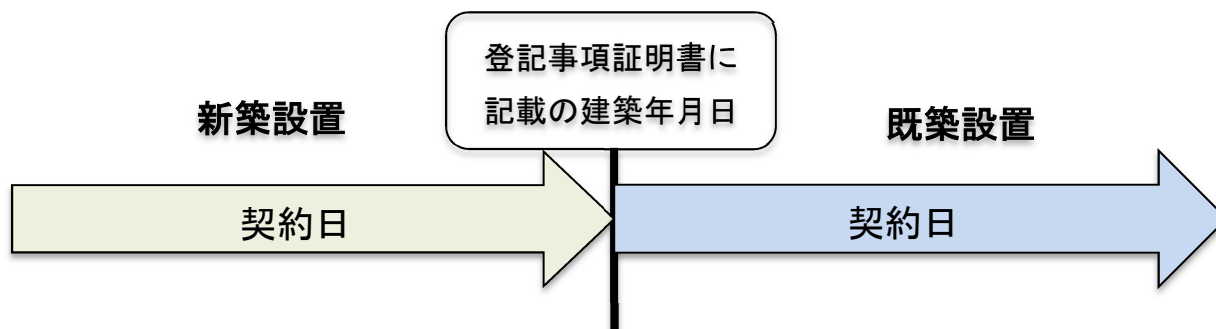 登記事項証明書に
記載の建築年月日
新築設置
既築設置
契約日
契約日